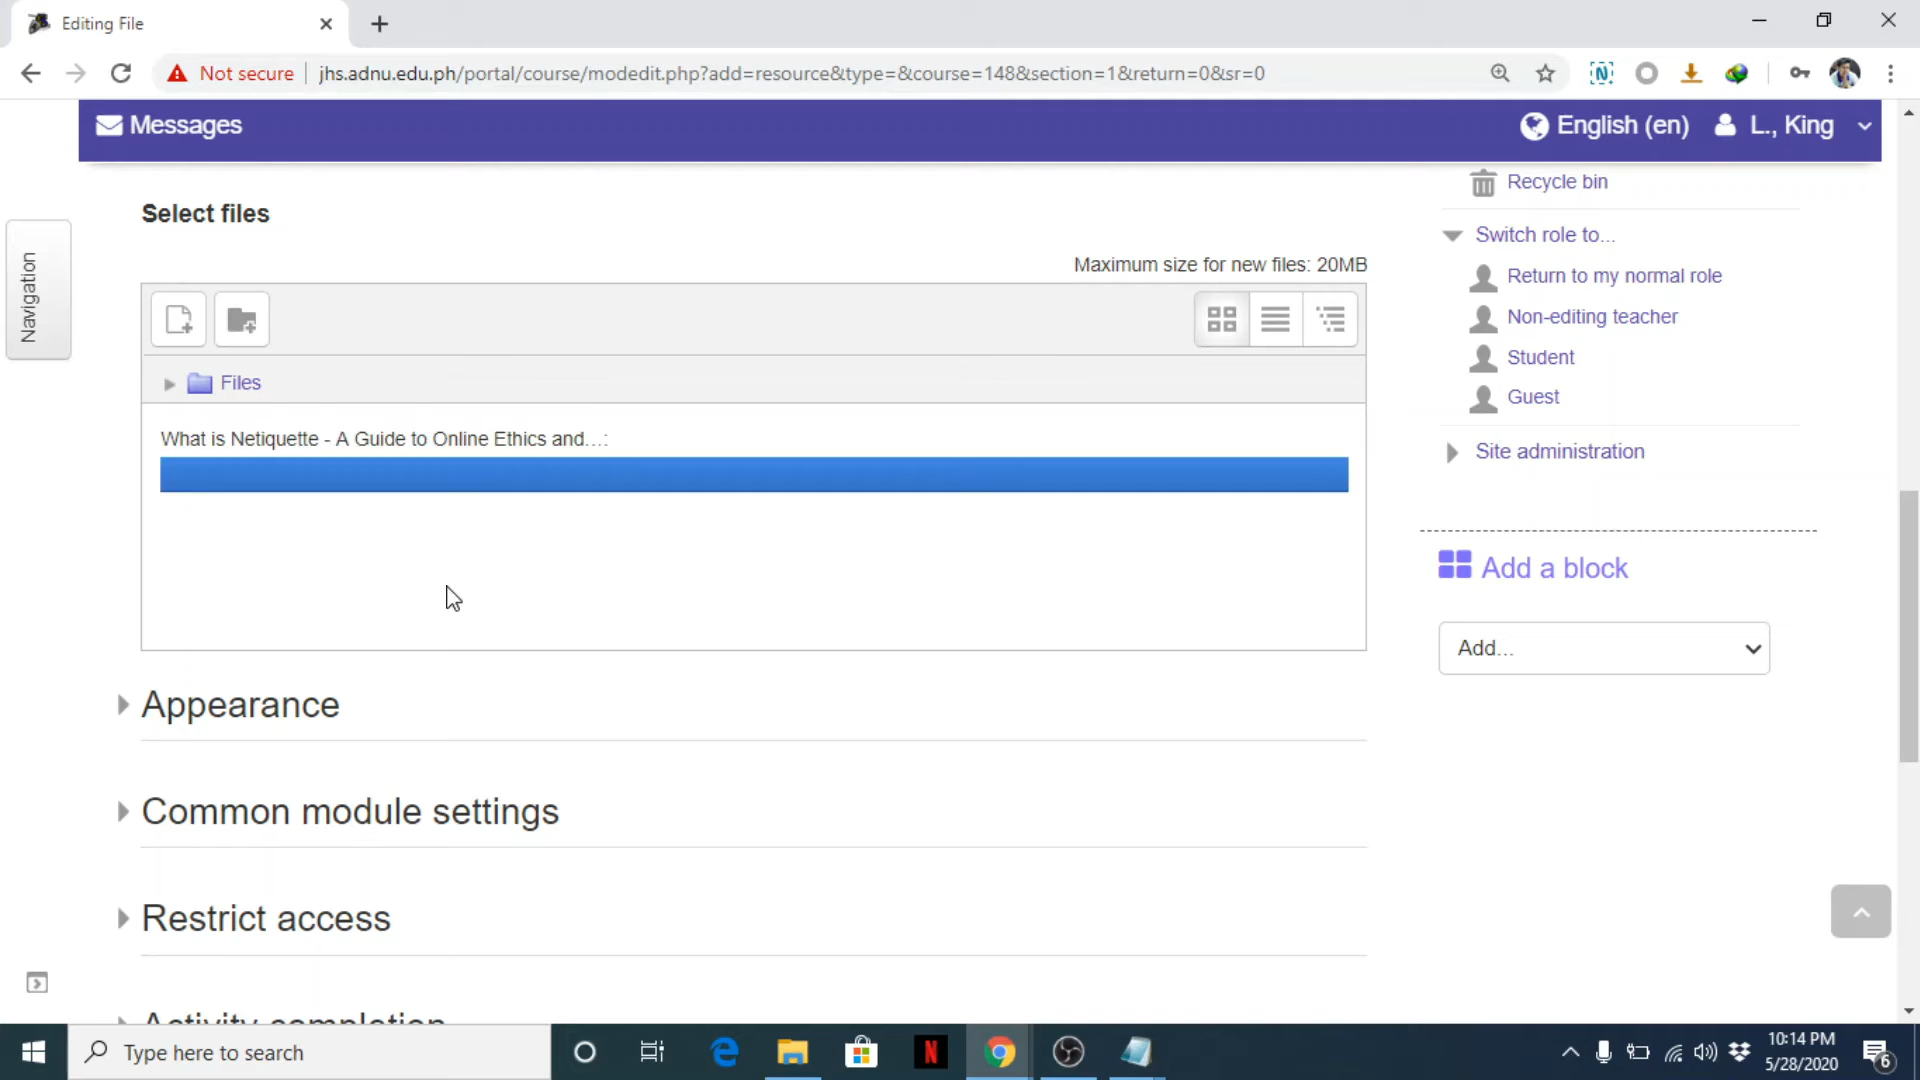 Editing File
Not secure
jhs.adnu.edu.ph/portal/course/modedit.php?add=resource&type=&course=148&section=1&return=0&sr=0
Messages
English (en)
L., King
Navigation
Select files
Maximum size for new files: 20MB
Files
What is Netiquette - A Guide to Online Ethics and...:
Appearance
Common module settings
Restrict access
Activity completion
Recycle bin
Switch role to...
Return to my normal role
Non-editing teacher
Student
Guest
Site administration
Add a block
Add...
Type here to search
N
N
10:14 PM
5/28/2020
6